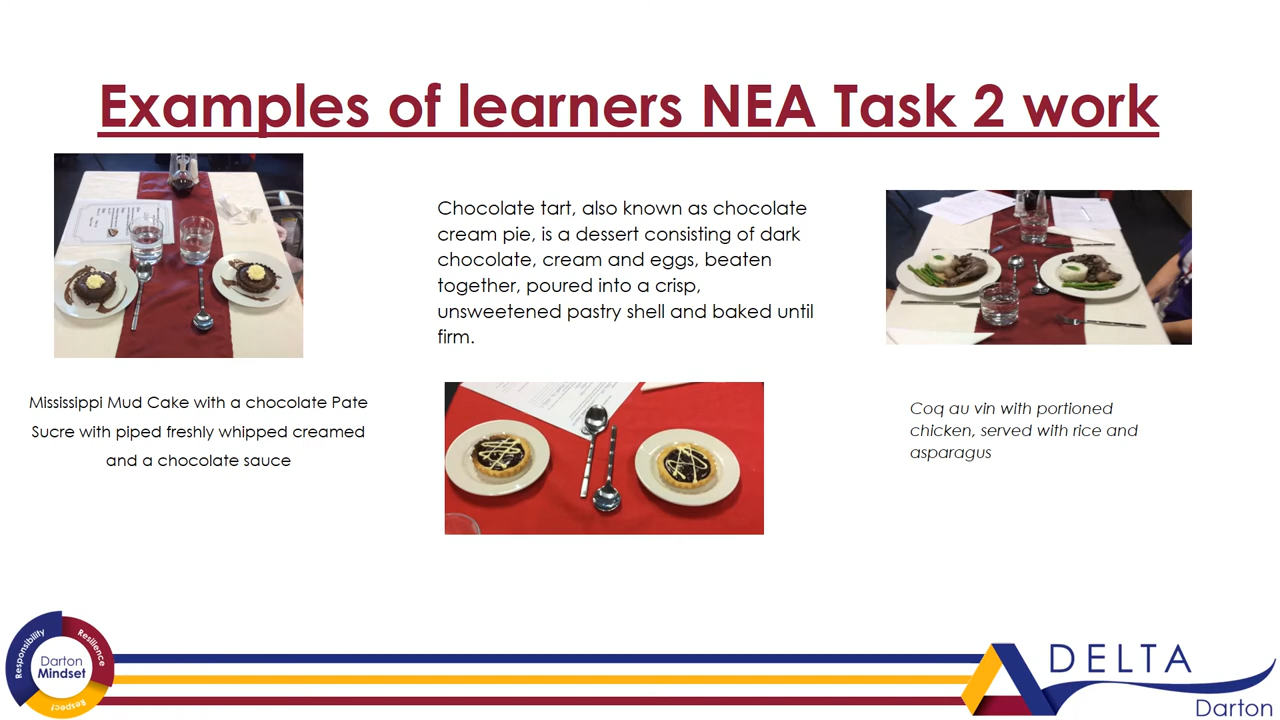 Examples of learners NEA Task 2 work
Chocolate tart, also known as chocolate
cream pie, is a dessert consisting of dark
chocolate, cream and eggs, beaten
together, poured into a crisp,
unsweetened pastry shell and baked until
firm.
Mississippi Mud Cake with a chocolate Pate
Sucre with piped freshly whipped creamed
and a chocolate sauce
Coq au vin with portioned
chicken, served with rice and
asparagus
Responsibility
Resilience
Respect
Darton
Mindset
DELTA
Darton